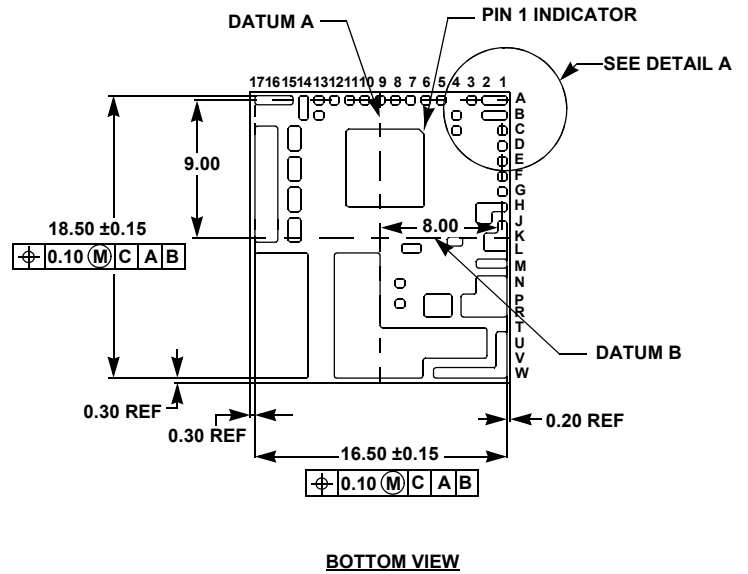 DATUM A
PIN 1 INDICATOR
SEE DETAIL A
17 16 15 14 13 12 11 10 9 8 7 6 5 4 3 2 1
A
B
C
D
E
F
G
H
J
K
L
M
N
P
R
T
U
V
W
9.00
8.00
18.50 ±0.15
⌖ 0.10 Ⓜ C A B
DATUM B
0.30 REF
0.30 REF
0.20 REF
16.50 ±0.15
⌖ 0.10 Ⓜ C A B
BOTTOM VIEW